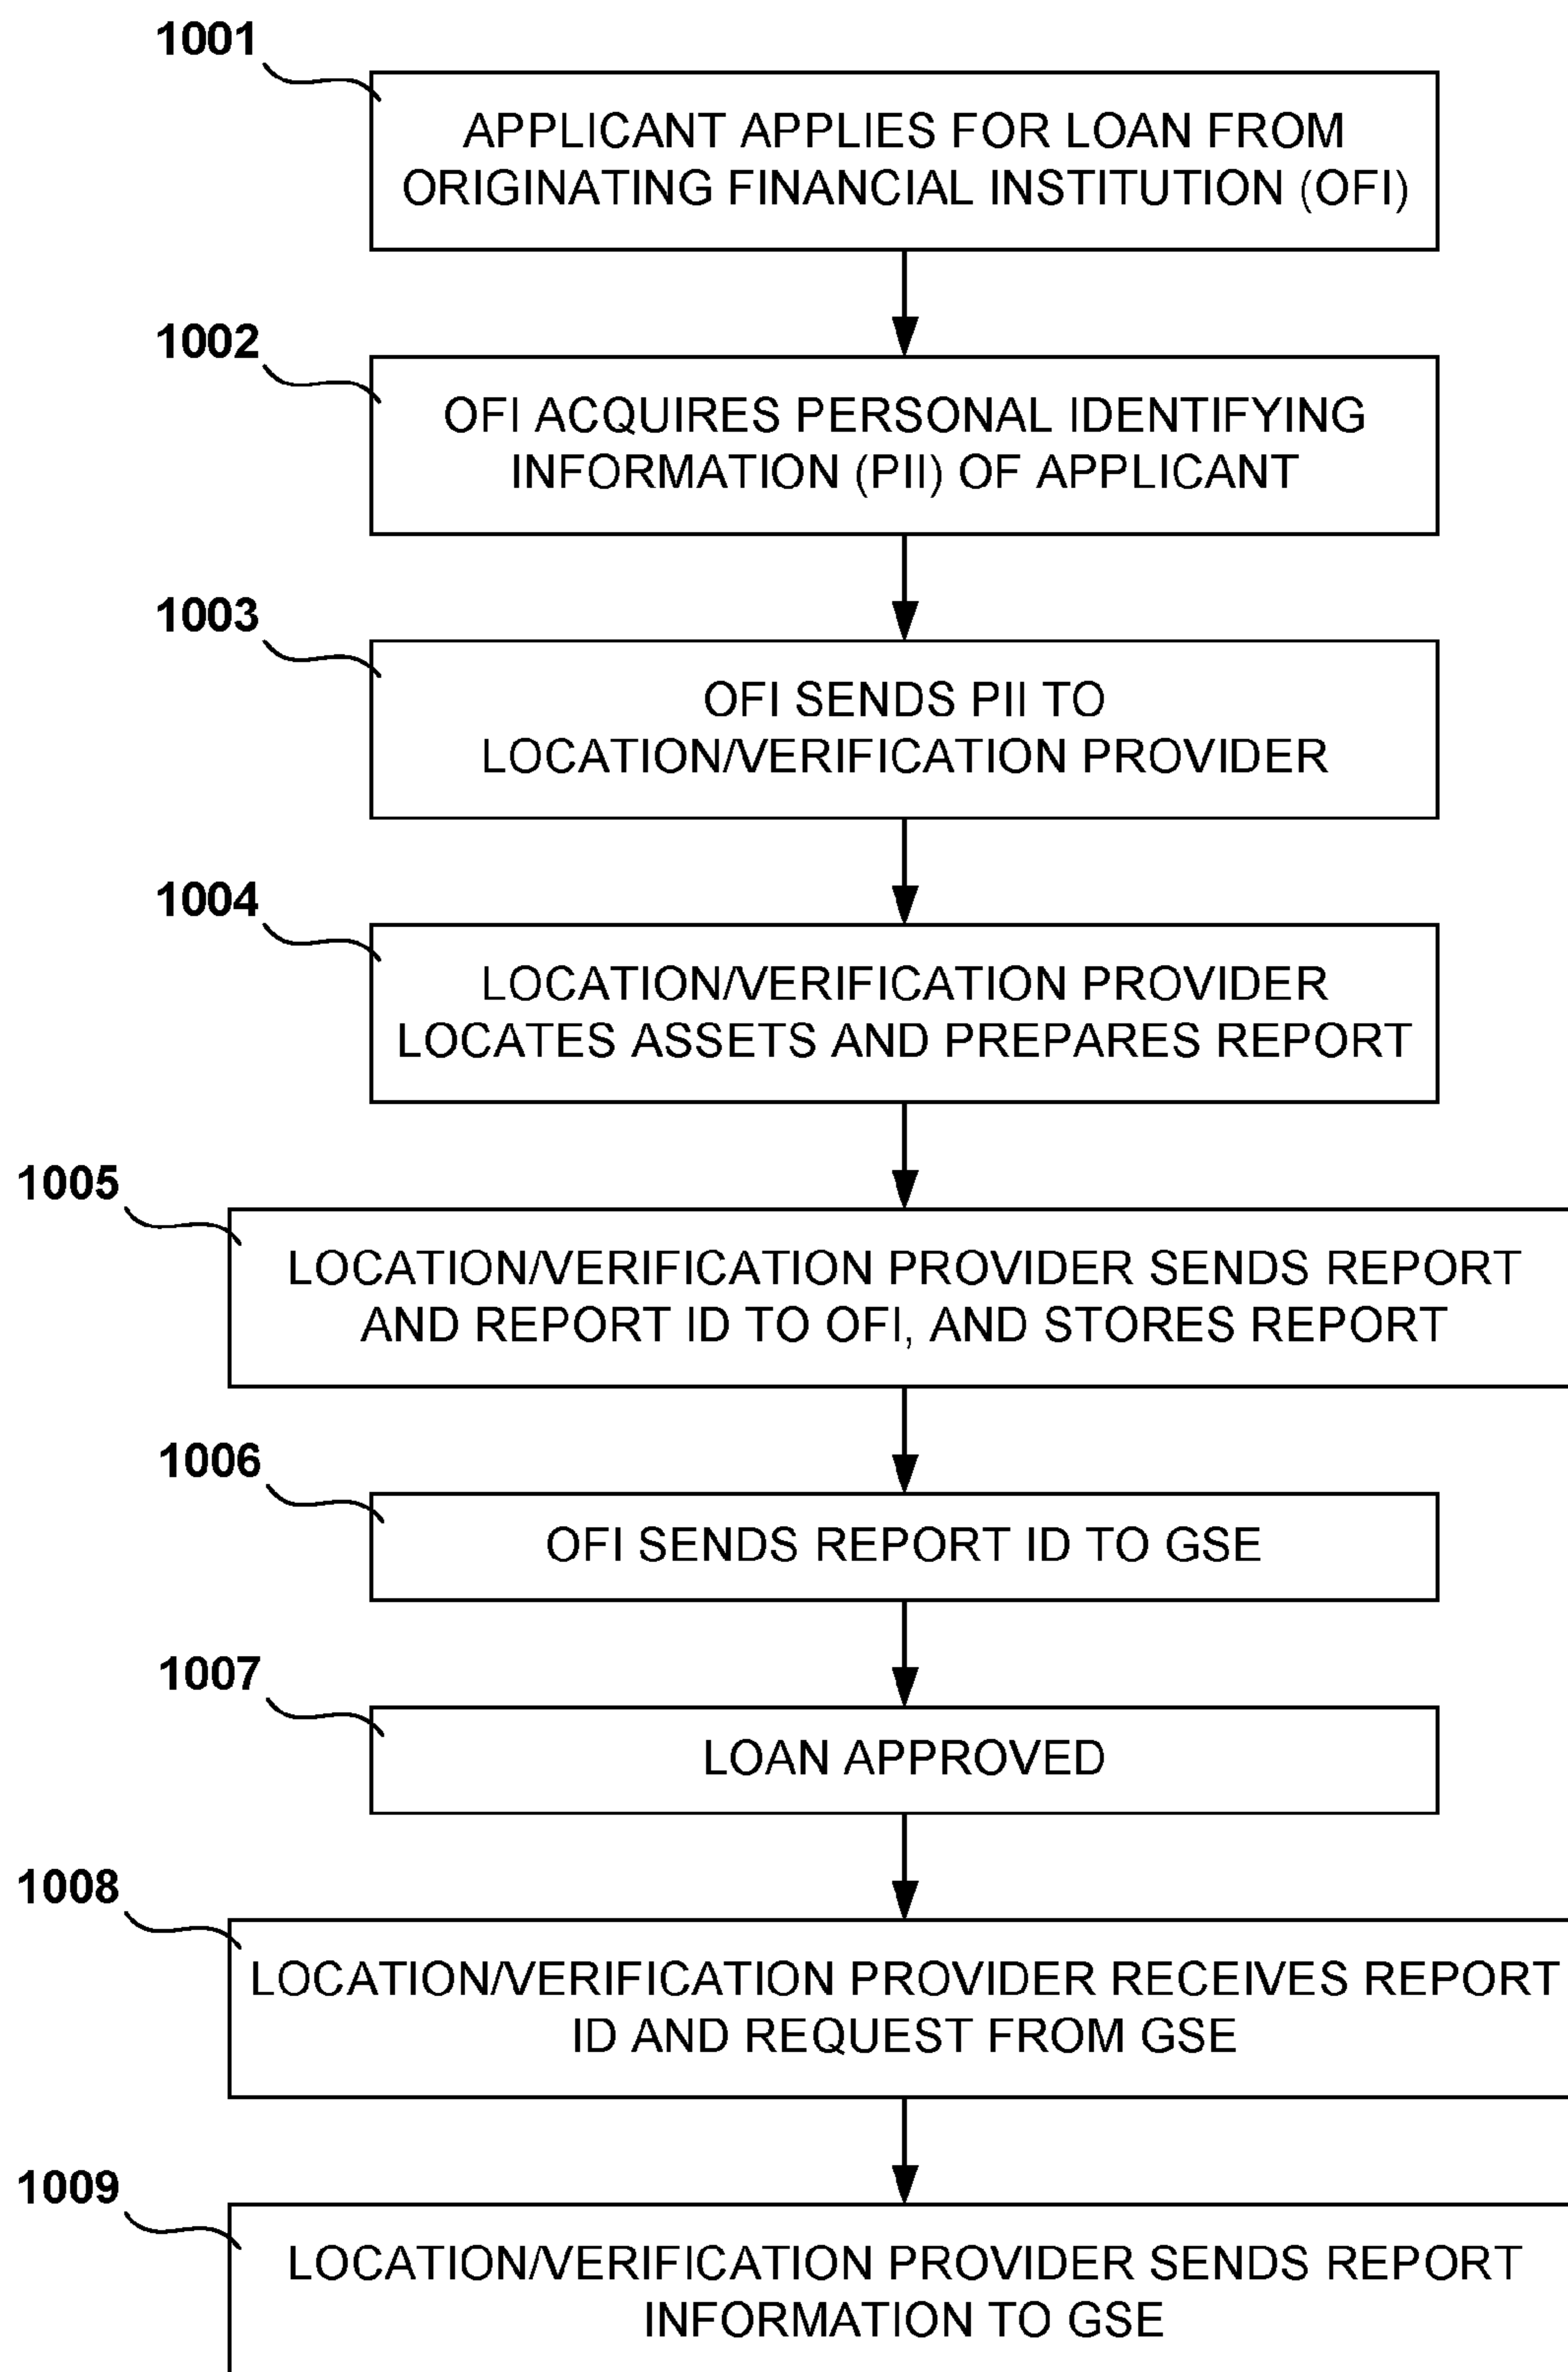 1001
APPLICANT APPLIES FOR LOAN FROM
ORIGINATING FINANCIAL INSTITUTION (OFI)
1002
OFI ACQUIRES PERSONAL IDENTIFYING
INFORMATION (PII) OF APPLICANT
1003
OFI SENDS PII TO
LOCATION/VERIFICATION PROVIDER
1004
LOCATION/VERIFICATION PROVIDER
LOCATES ASSETS AND PREPARES REPORT
1005
LOCATION/VERIFICATION PROVIDER SENDS REPORT
AND REPORT ID TO OFI, AND STORES REPORT
1006
OFI SENDS REPORT ID TO GSE
1007
LOAN APPROVED
1008
LOCATION/VERIFICATION PROVIDER RECEIVES REPORT
ID AND REQUEST FROM GSE
1009
LOCATION/VERIFICATION PROVIDER SENDS REPORT
INFORMATION TO GSE